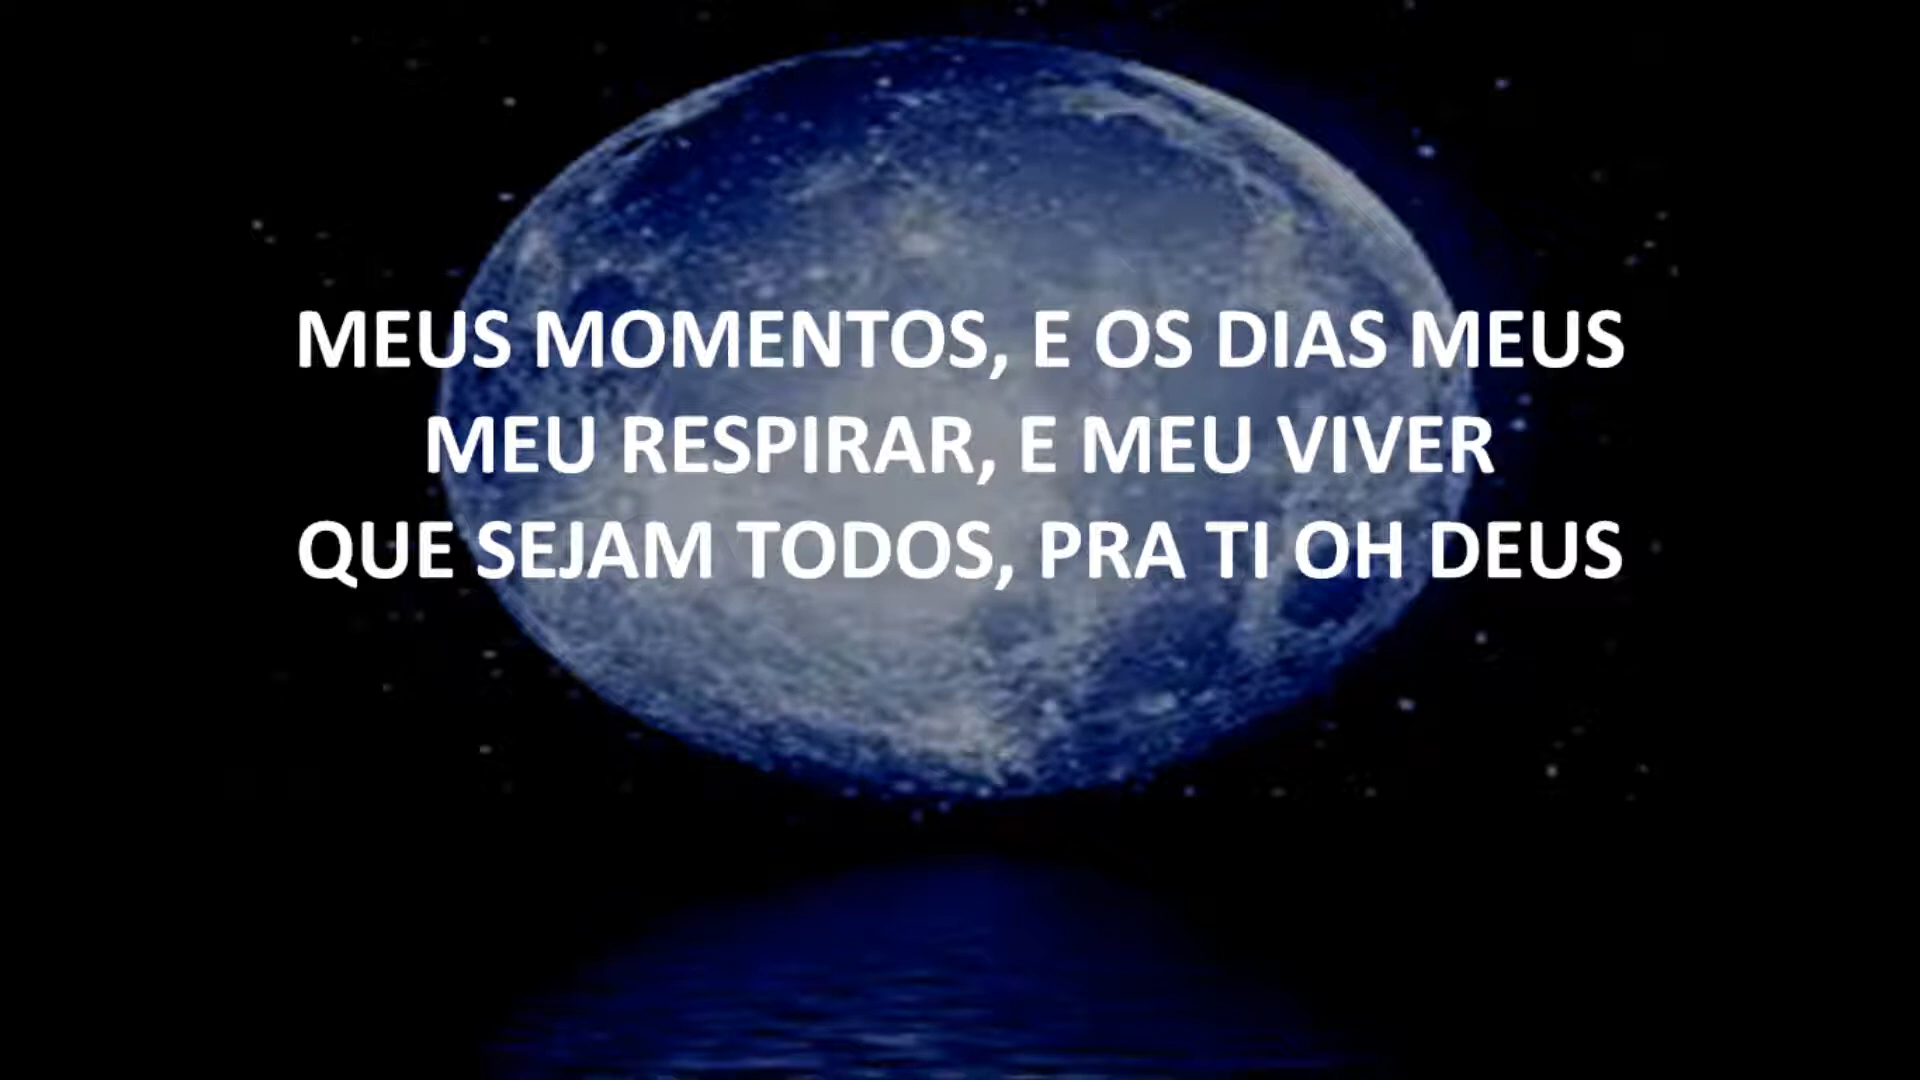 MEUS MOMENTOS, E OS DIAS MEUS
MEU RESPIRAR, E MEU VIVER
QUE SEJAM TODOS, PRA TI OH DEUS